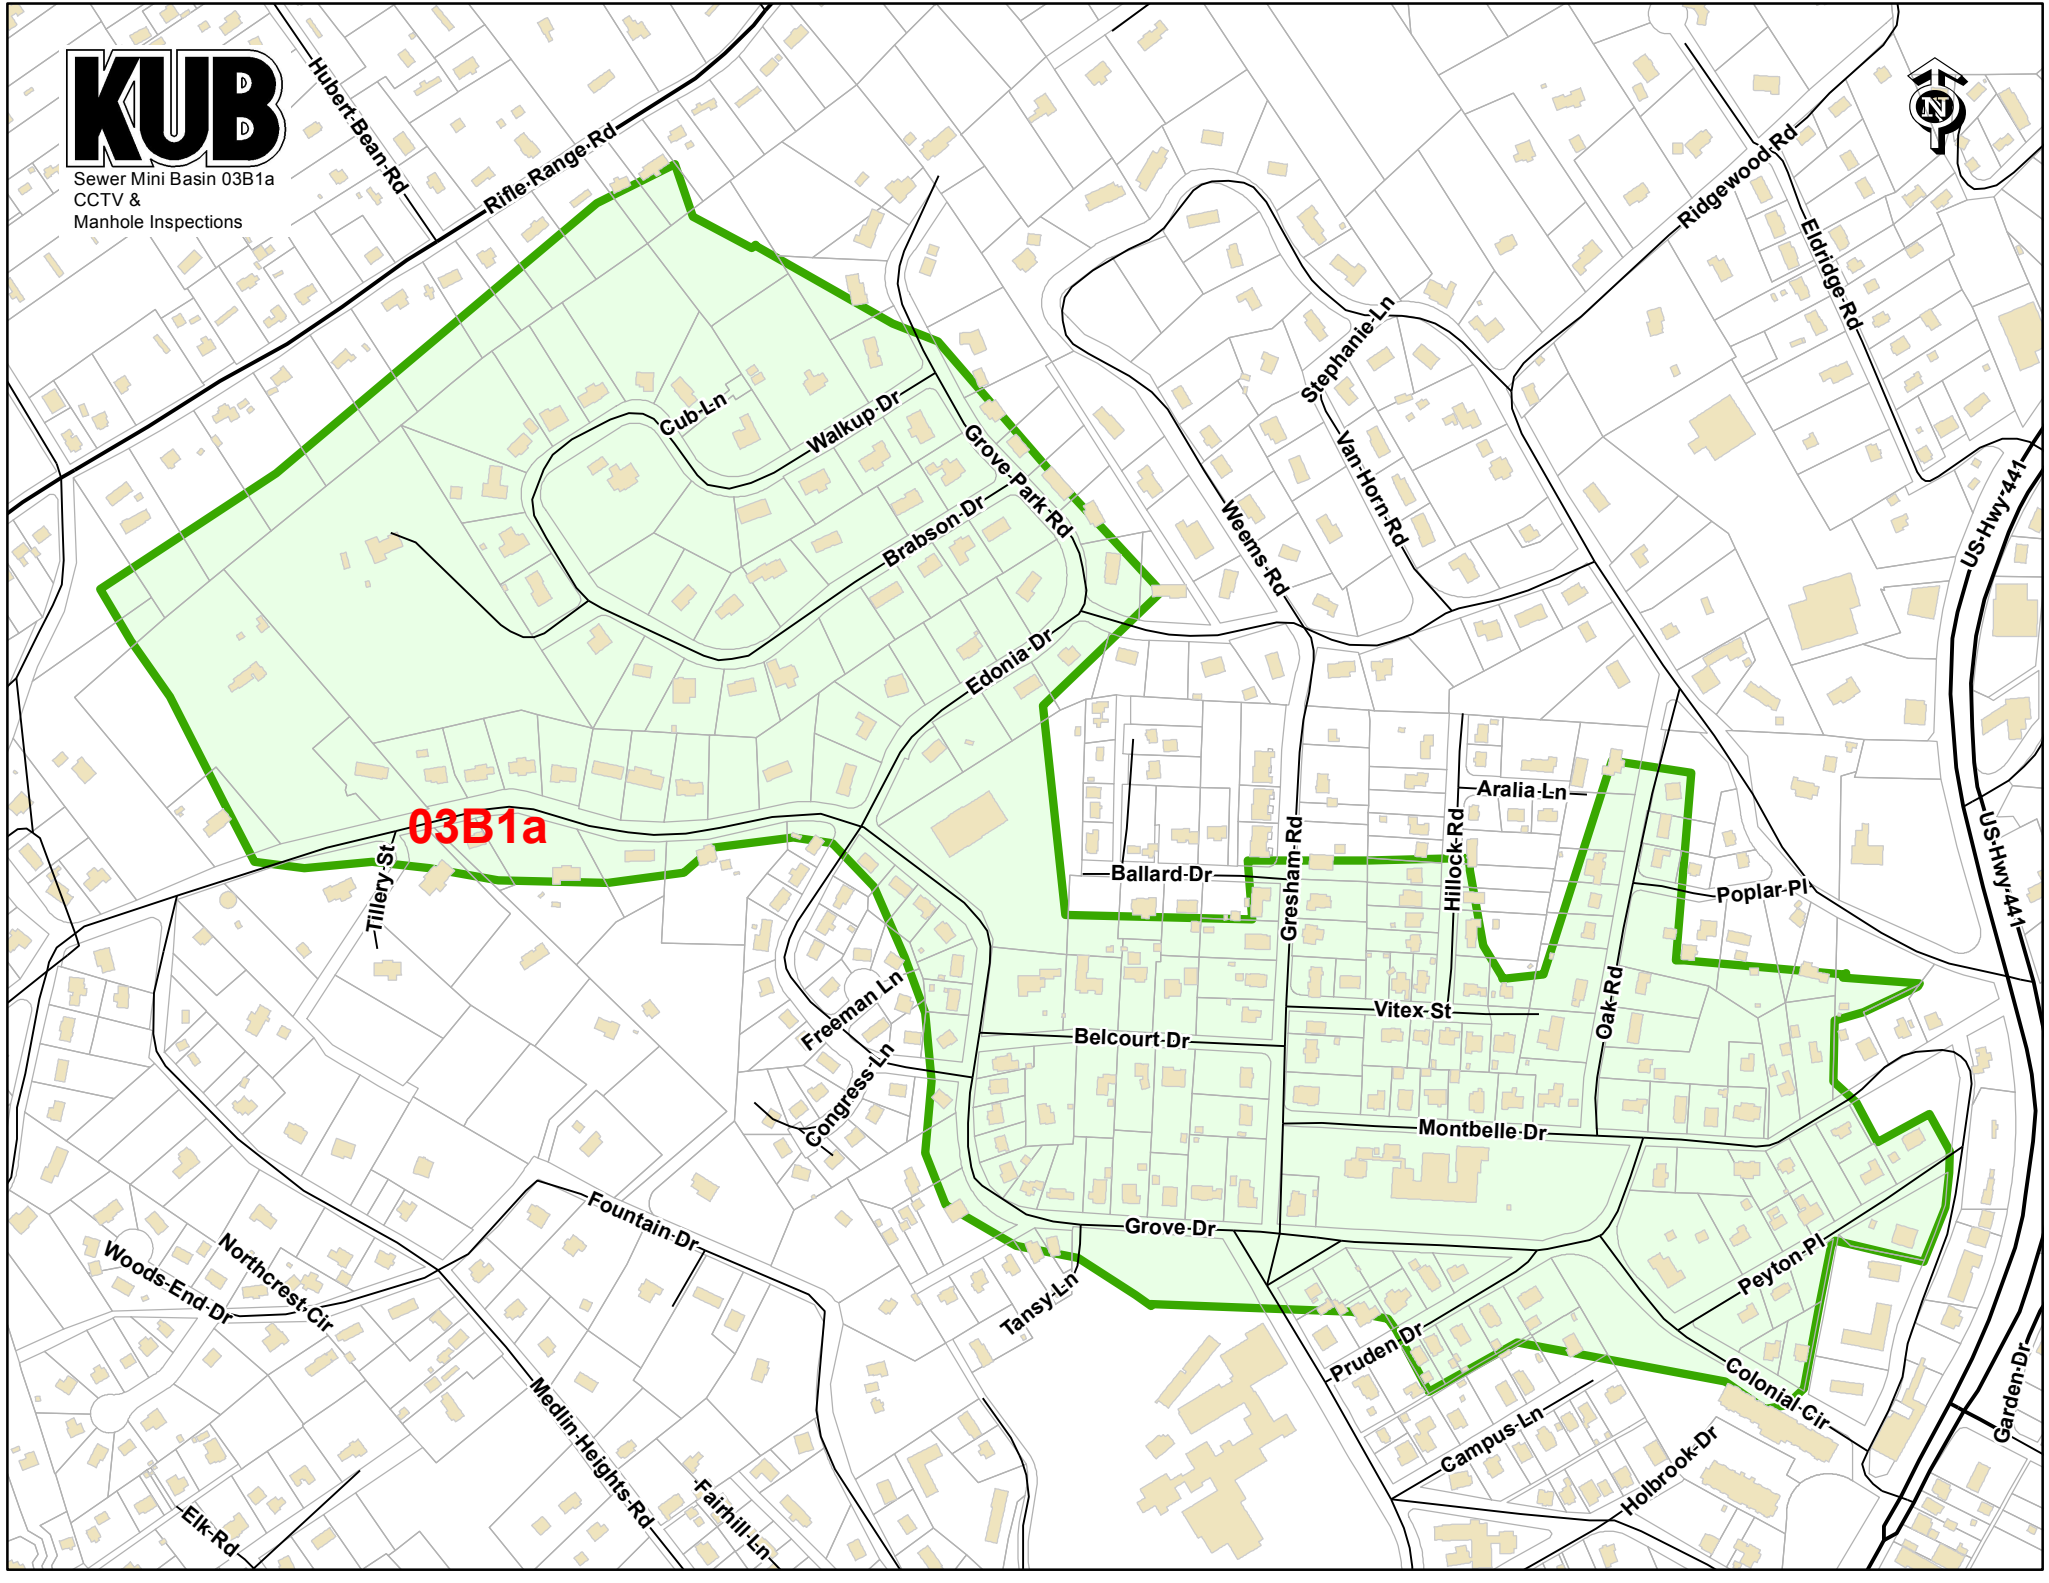 KUB
Sewer Mini Basin 03B1a
CCTV &
Manhole Inspections
N
Hubert Bean Rd
Rifle Range Rd
Ridgewood Rd
Eldridge Rd
Stephanie Ln
Cub Ln
Walkup Dr
Grove Park Rd
Van Horn Rd
US Hwy 441
Brabson Dr
Weems Rd
Edonia Dr
Aralia Ln
03B1a
Gresham Rd
Hillock Rd
US Hwy 441
Tillery St
Ballard Dr
Poplar Pl
Freeman Ln
Vitex St
Oak Rd
Belcourt Dr
Congress Ln
Montbelle Dr
Fountain Dr
Grove Dr
Woods End Dr
Northcrest Cir
Peyton Pl
Tansy Ln
Pruden Dr
Colonial Cir
Garden Dr
Medlin Heights Rd
Campus Ln
Holbrook Dr
Elk Rd
Fairhill Ln